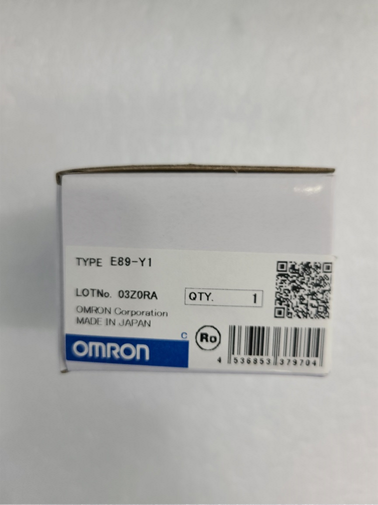 TYPE E89-Y1
LOTNo. 03Z0RA QTY. 1
OMRON Corporation
MADE IN JAPAN
OMRON C Ro
4 536853 379704